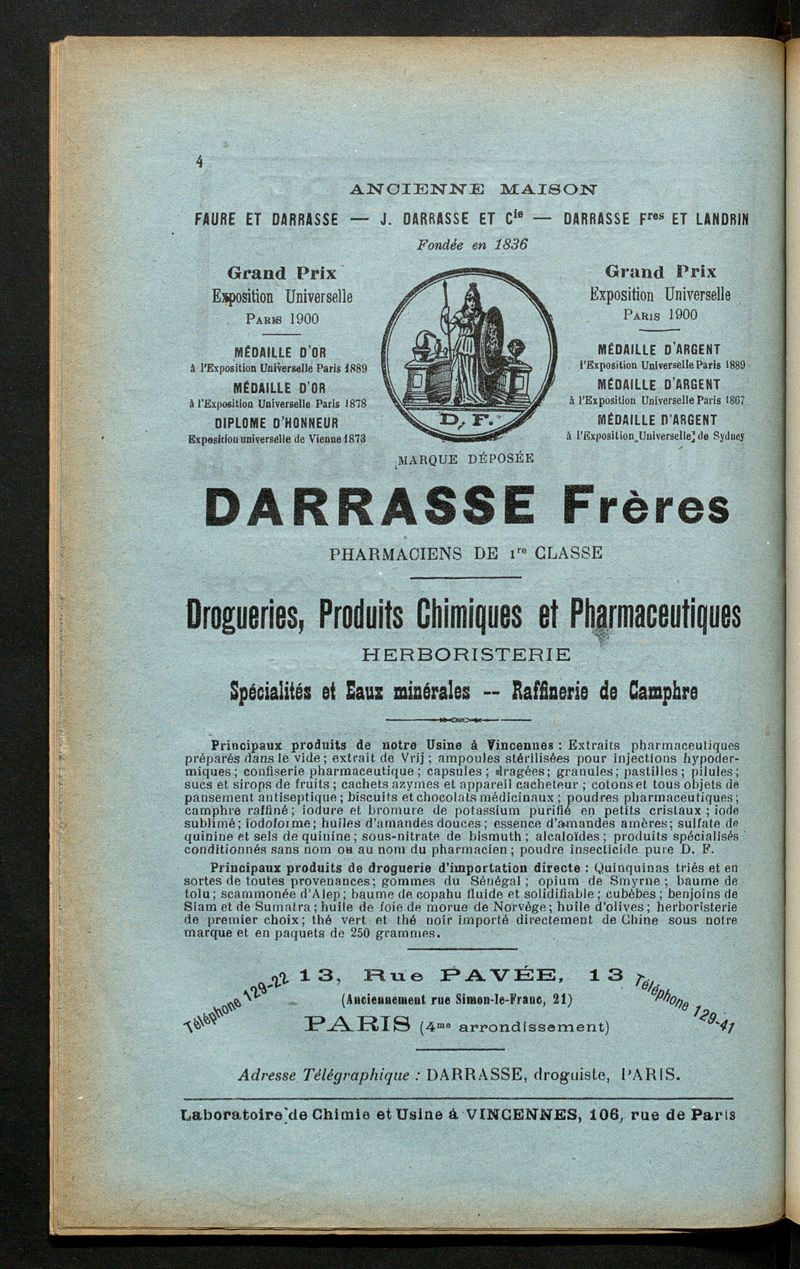 4
ANCIENNE MAISON
FAURE ET DARRASSE — J. DARRASSE ET Cie — DARRASSE Fres ET LANDRIN
Fondée en 1836
Grand Prix
Exposition Universelle
PARIS 1900
MÉDAILLE D'OR
à l'Exposition Universelle Paris 1889
MÉDAILLE D'OR
à l'Exposition Universelle Paris 1878
DIPLOME D'HONNEUR
Exposition universelle de Vienne 1873
D. F.
MARQUE DÉPOSÉE
Grand Prix
Exposition Universelle
PARIS 1900
MÉDAILLE D'ARGENT
l'Exposition Universelle Paris 1889
MÉDAILLE D'ARGENT
à l'Exposition Universelle Paris 1867
MÉDAILLE D'ARGENT
à l'Exposition Universelle de Sydney
DARRASSE Frères
PHARMACIENS DE 1re CLASSE
Drogueries, Produits Chimiques et Pharmaceutiques
HERBORISTERIE
Spécialités et Eaux minérales -- Raffinerie de Camphre
Principaux produits de notre Usine à Vincennes : Extraits pharmaceutiques
préparés dans le vide ; extrait de Vrij ; ampoules stérilisées pour injections hypoder-
miques ; confiserie pharmaceutique ; capsules ; dragées ; granules ; pastilles ; pilules ;
sucs et sirops de fruits ; cachets azymes et appareil cacheteur ; cotons et tous objets de
pansement antiseptique ; biscuits et chocolats médicinaux ; poudres pharmaceutiques ;
camphre raffiné ; iodure et bromure de potassium purifié en petits cristaux ; iode
sublimé ; iodoforme ; huiles d'amandes douces ; essence d'amandes amères ; sulfate de
quinine et sels de quinine ; sous-nitrate de bismuth ; alcaloïdes ; produits spécialisés
conditionnés sans nom ou au nom du pharmacien ; poudre insecticide pure D. F.
Principaux produits de droguerie d'importation directe : Quinquinas triés et en
sortes de toutes provenances ; gommes du Sénégal ; opium de Smyrne ; baume de
tolu ; scammonée d'Alep ; baume de copahu fluide et solidifiable ; cubèbes ; benjoins de
Siam et de Sumatra ; huile de foie de morue de Norvège ; huile d'olives ; herboristerie
de premier choix ; thé vert et thé noir importé directement de Chine sous notre
marque et en paquets de 250 grammes.
Téléphone 129-22
13, Rue PAVÉE, 13
(Anciennement rue Simon-le-Franc, 21)
PARIS (4me arrondissement)
Téléphone 129-41
Adresse Télégraphique : DARRASSE, droguiste, PARIS.
Laboratoire de Chimie et Usine à VINCENNES, 106, rue de Paris